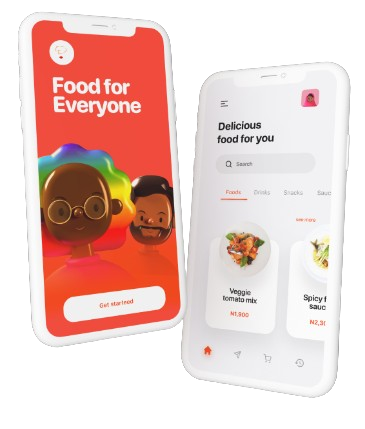 Food for
Everyone
Get started
Delicious
food for you
Search
Foods
Drinks
Snacks
Sauc
see more
Veggie
tomato mix
N1,900
Spicy f
sauc
N2,30